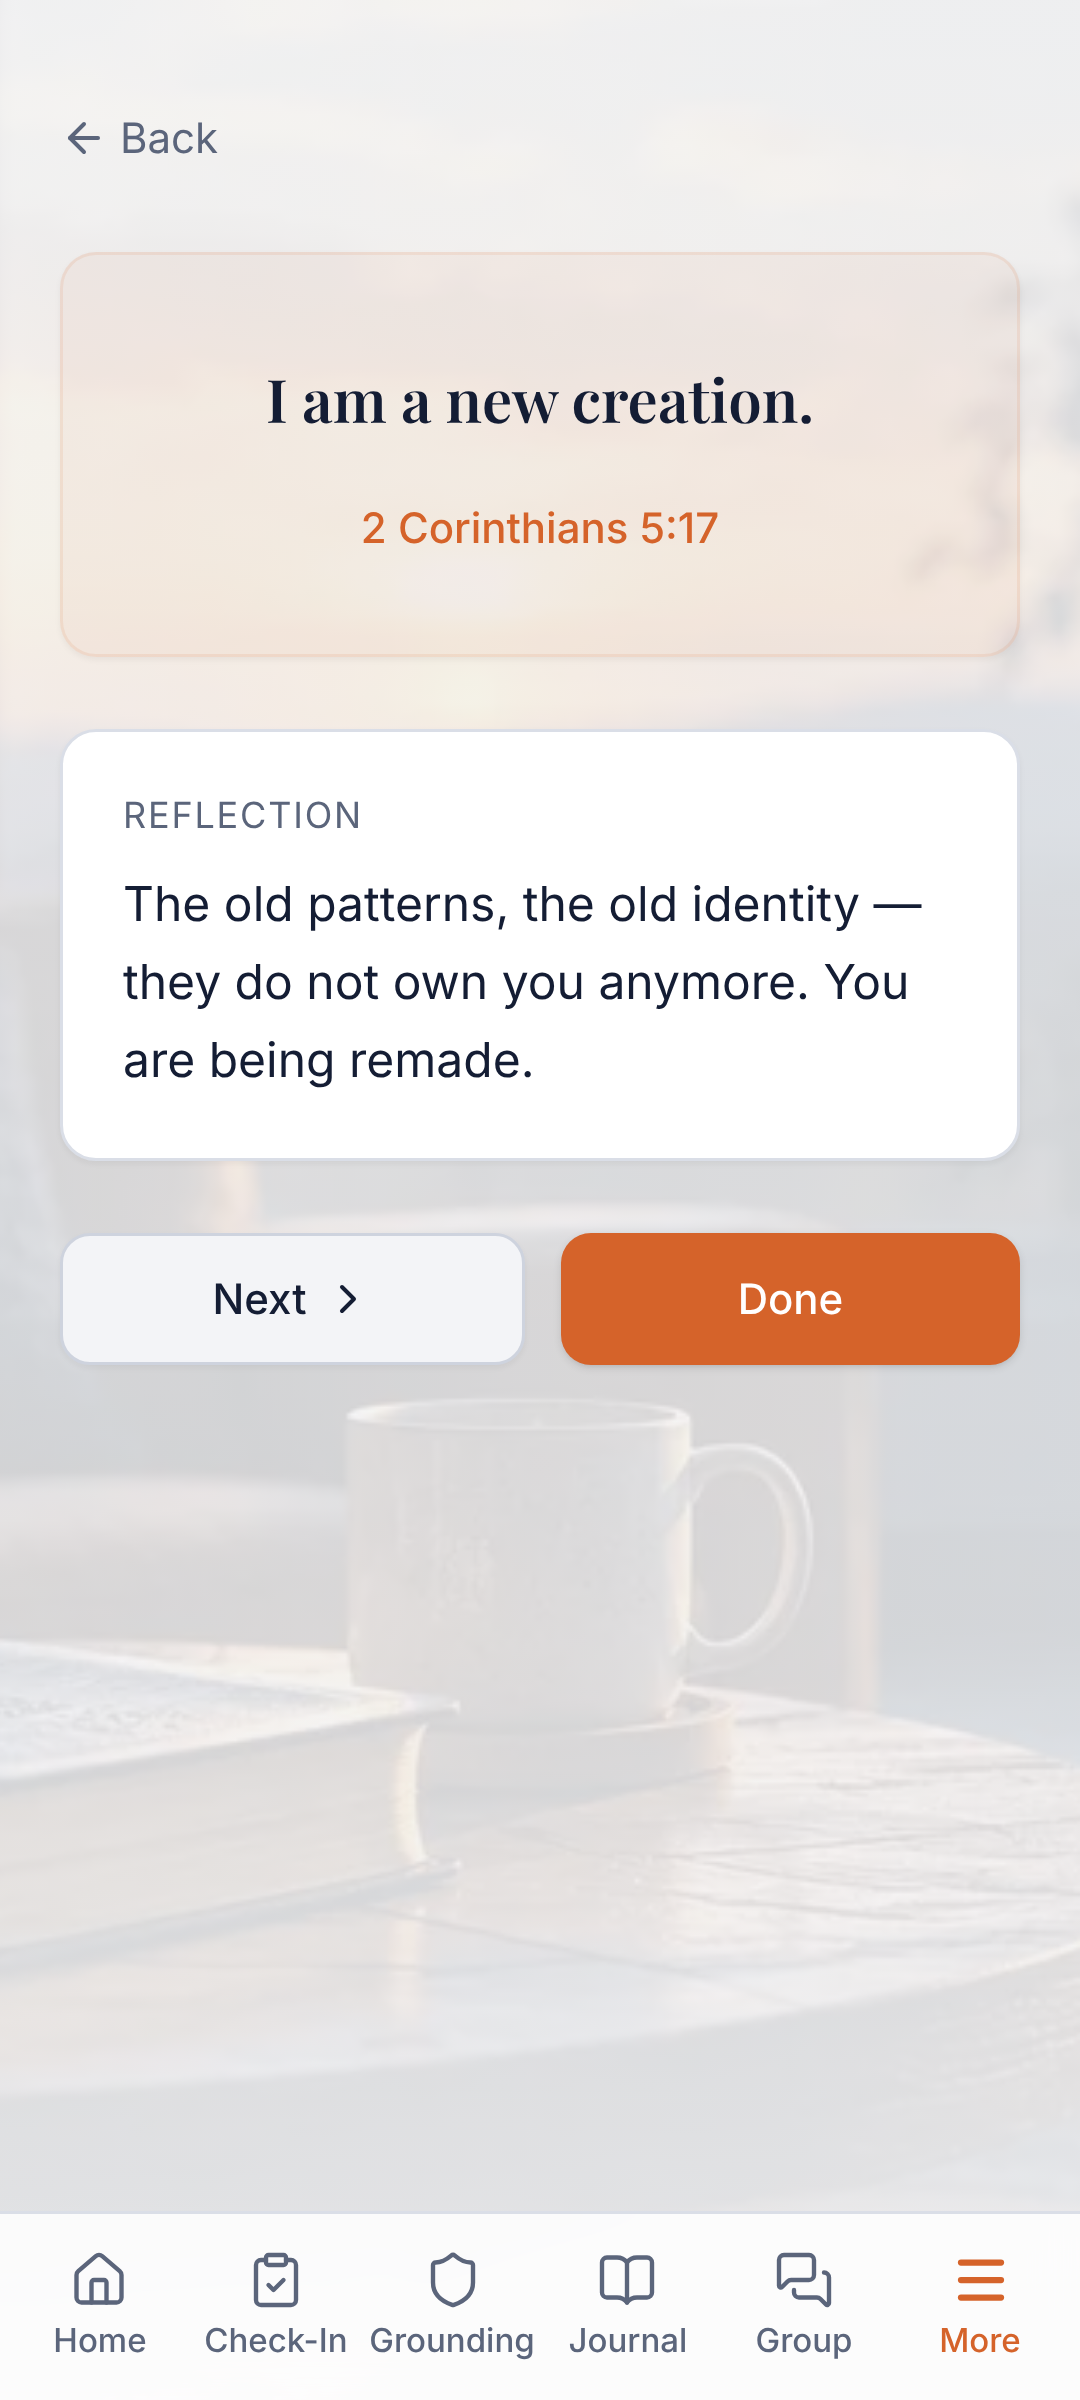 Back
I am a new creation.
2 Corinthians 5:17
REFLECTION
The old patterns, the old identity —
they do not own you anymore. You
are being remade.
Next
Done
Home
Check-In
Grounding
Journal
Group
More